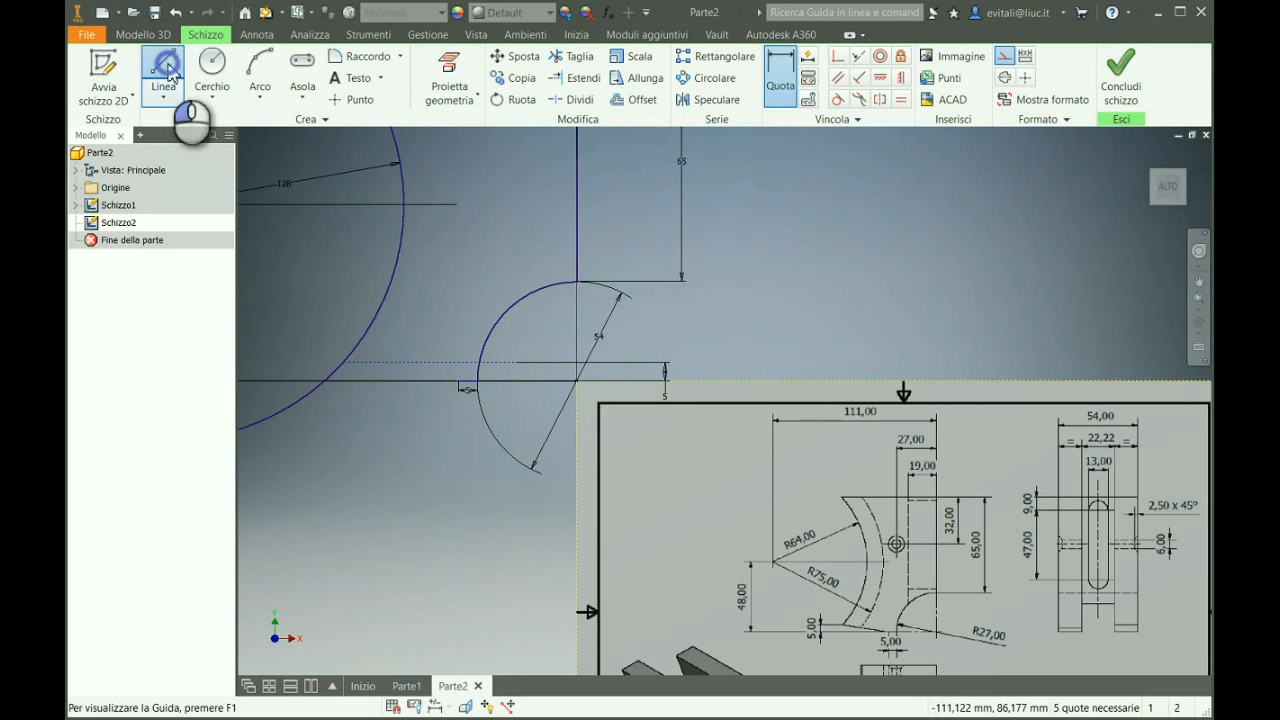 PRO
Materiale
Default
Parte2
Ricerca Guida in linea e command
evitali@liuc.it
File
Modello 3D
Schizzo
Annota
Analizza
Strumenti
Gestione
Vista
Ambienti
Inizia
Moduli aggiuntivi
Vault
Autodesk A360
Avvia schizzo 2D
Linea
Cerchio
Arco
Asola
Raccordo
Testo
Punto
Proietta geometria
Sposta
Copia
Ruota
Taglia
Estendi
Dividi
Scala
Allunga
Offset
Rettangolare
Circolare
Speculare
Quota
Immagine
Punti
ACAD
Mostra formato
Concludi schizzo
Schizzo
Crea
Modifica
Serie
Vincola
Inserisci
Formato
Esci
Modello
Parte2
Vista: Principale
Origine
Schizzo1
Schizzo2
Fine della parte
ALTO
65
128
54
5
5
111,00
27,00
19,00
54,00
22,22
= =
13,00
2,50 x 45°
9,00
47,00
6,00
32,00
65,00
R64,00
R75,00
48,00
5,00
5,00
R27,00
Y
X
Inizio
Parte1
Parte2
Per visualizzare la Guida, premere F1
-111,122 mm, 86,177 mm
5 quote necessarie
1
2